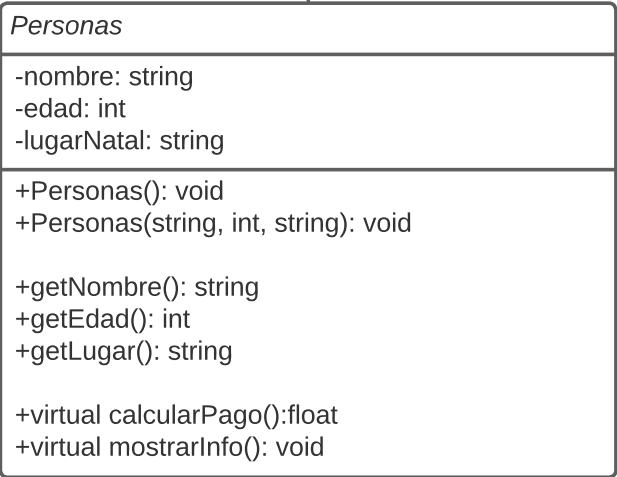 Personas
-nombre: string
-edad: int
-lugarNatal: string
+Personas(): void
+Personas(string, int, string): void
+getNombre(): string
+getEdad(): int
+getLugar(): string
+virtual calcularPago():float
+virtual mostrarInfo(): void